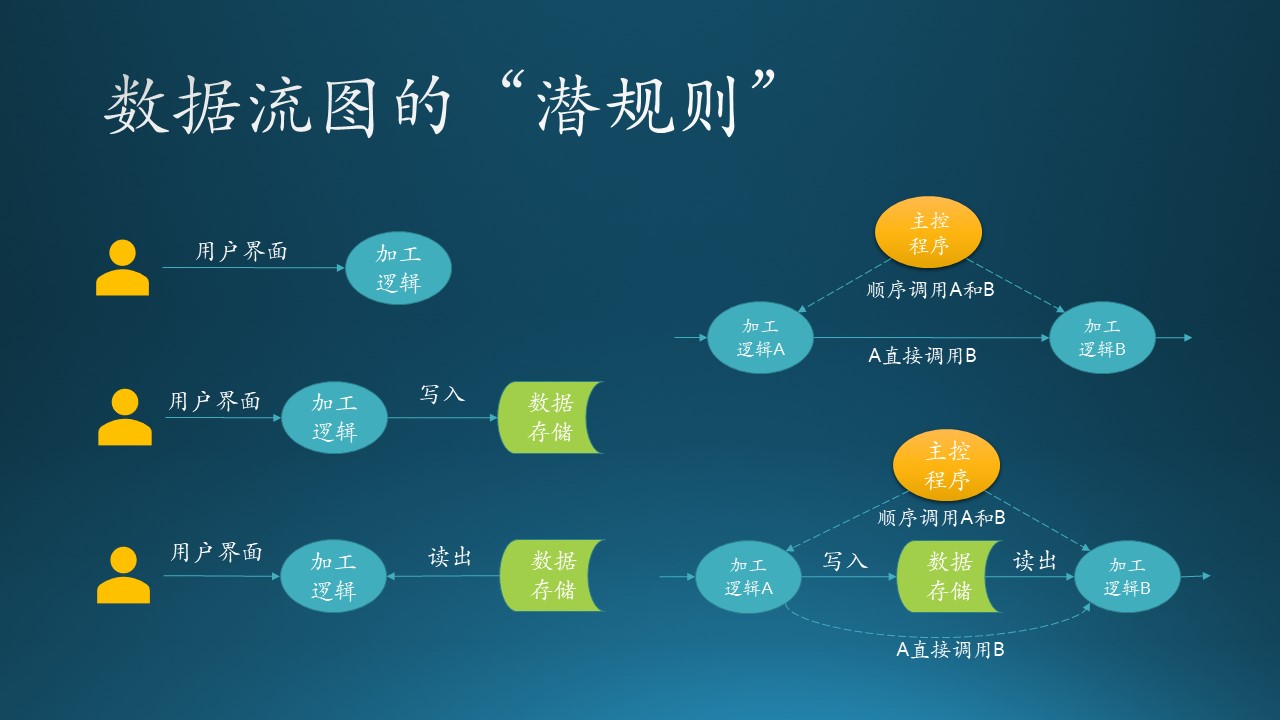 数据流图的“潜规则”
用户界面
加工
逻辑
用户界面
加工
逻辑
写入
数据
存储
用户界面
加工
逻辑
读出
数据
存储
主控
程序
顺序调用A和B
加工
逻辑A
A直接调用B
加工
逻辑B
主控
程序
顺序调用A和B
加工
逻辑A
写入
数据
存储
读出
加工
逻辑B
A直接调用B